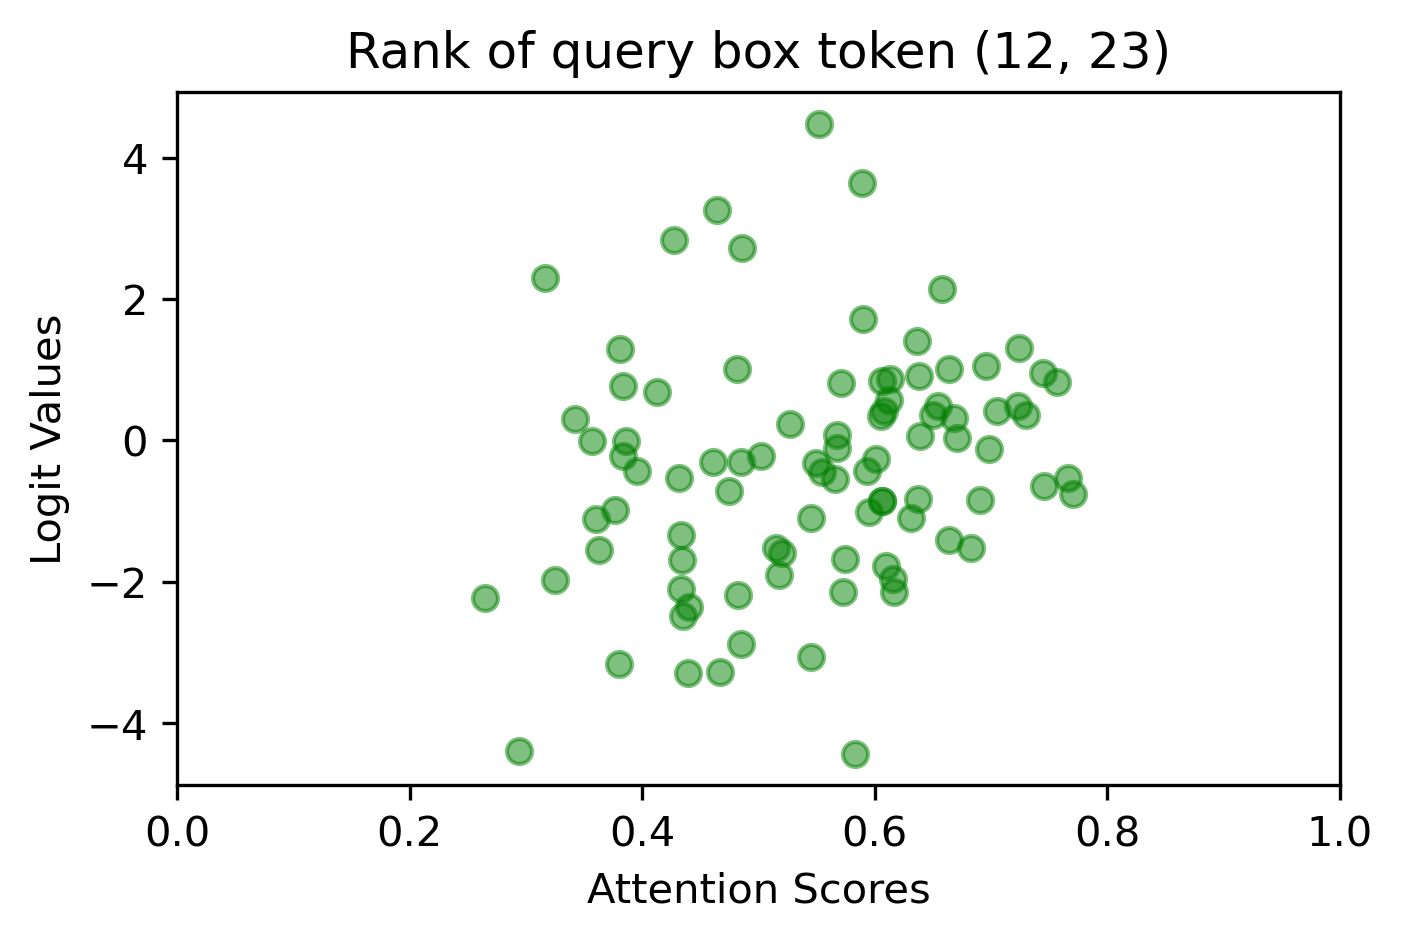 Rank of query box token (12, 23)
4
2
0
−2
−4
Logit Values
0.0 0.2 0.4 0.6 0.8 1.0
Attention Scores